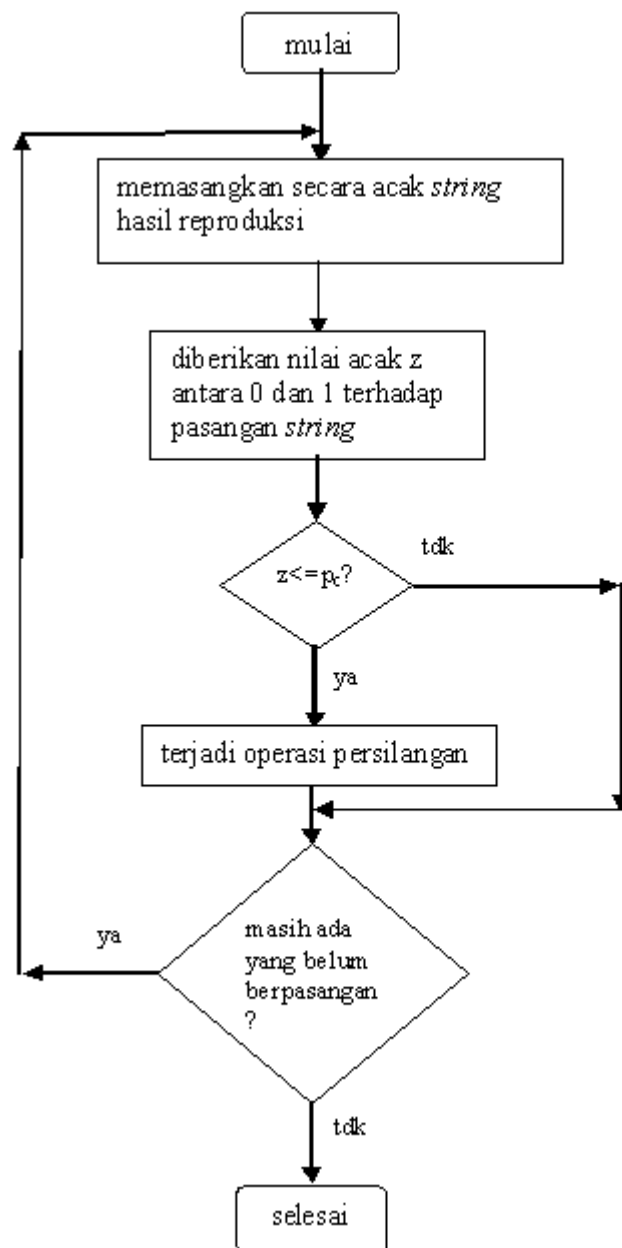 mulai
memasangkan secara acak string
hasil reproduksi
diberikan nilai acak z
antara 0 dan 1 terhadap
pasangan string
tdk
z<=pc?
ya
terjadi operasi persilangan
ya
masih ada
yang belum
berpasangan
?
tdk
selesai